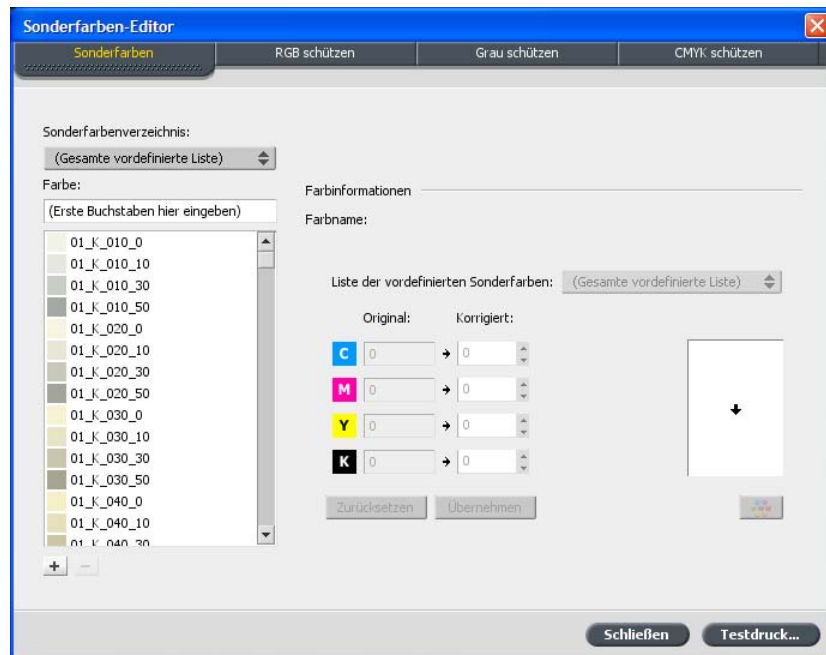 Sonderfarben-Editor
Sonderfarben
RGB schützen
Grau schützen
CMYK schützen
Sonderfarbenverzeichnis:
(Gesamte vordefinierte Liste)
Farbe:
(Erste Buchstaben hier eingeben)
01_K_010_0
01_K_010_10
01_K_010_30
01_K_010_50
01_K_020_0
01_K_020_10
01_K_020_30
01_K_020_50
01_K_030_0
01_K_030_10
01_K_030_30
01_K_030_50
01_K_040_0
01_K_040_10
01_K_040_30
+ −
Farbinformationen
Farbname:
Liste der vordefinierten Sonderfarben: (Gesamte vordefinierte Liste)
Original: Korrigiert:
C 0 → 0
M 0 → 0
Y 0 → 0
K 0 → 0
Zurücksetzen Übernehmen
Schließen Testdruck...